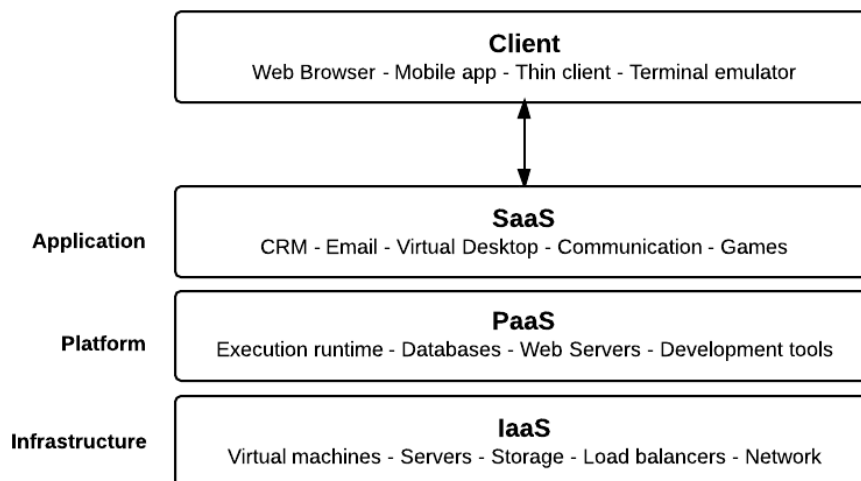 Client
Web Browser - Mobile app - Thin client - Terminal emulator
SaaS
Application
CRM - Email - Virtual Desktop - Communication - Games
PaaS
Platform
Execution runtime - Databases - Web Servers - Development tools
IaaS
Infrastructure
Virtual machines - Servers - Storage - Load balancers - Network